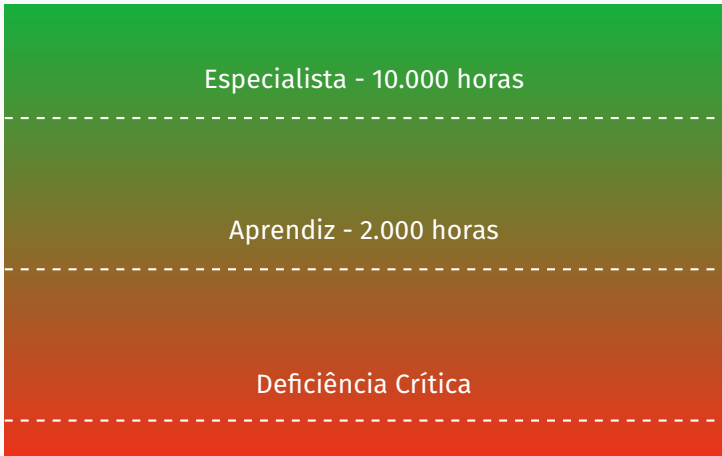 Especialista - 10.000 horas
Aprendiz - 2.000 horas
Deficiência Crítica